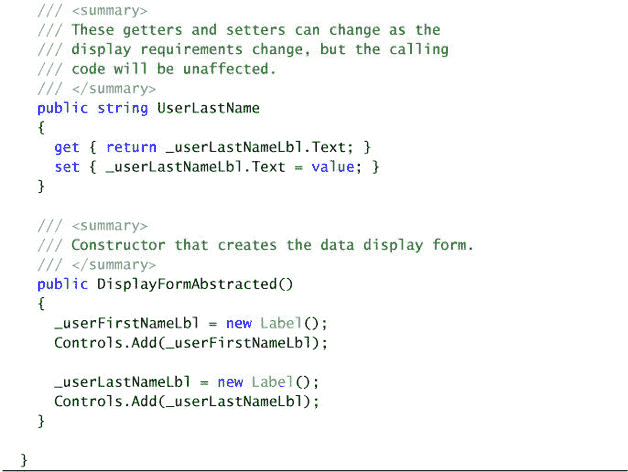 /// <summary>
/// These getters and setters can change as the
/// display requirements change, but the calling
/// code will be unaffected.
/// </summary>
public string UserLastName
{
get { return _userLastNameLbl.Text; }
set { _userLastNameLbl.Text = value; }
}
/// <summary>
/// Constructor that creates the data display form.
/// </summary>
public DisplayFormAbstracted()
{
_userFirstNameLbl = new Label();
Controls.Add(_userFirstNameLbl);
_userLastNameLbl = new Label();
Controls.Add(_userLastNameLbl);
}
}